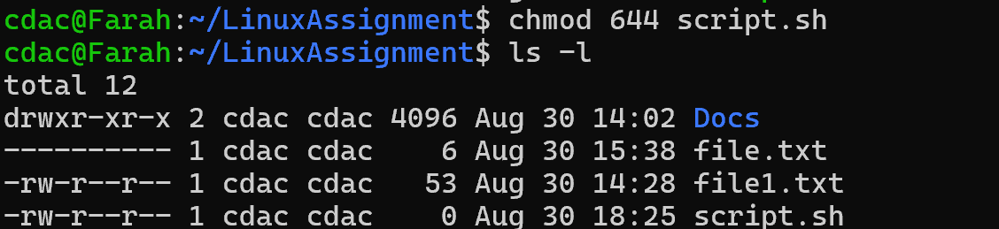 cdac@Farah:~/LinuxAssignment$ chmod 644 script.sh
cdac@Farah:~/LinuxAssignment$ ls -l
total 12
drwxr-xr-x 2 cdac cdac 4096 Aug 30 14:02 Docs
---------- 1 cdac cdac    6 Aug 30 15:38 file.txt
-rw-r--r-- 1 cdac cdac   53 Aug 30 14:28 file1.txt
-rw-r--r-- 1 cdac cdac    0 Aug 30 18:25 script.sh